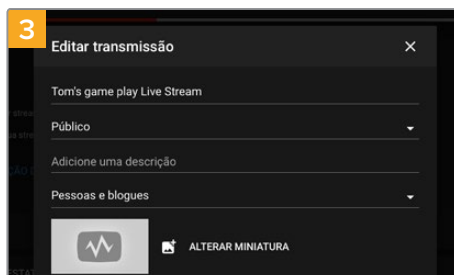 3
Editar transmissão
Tom's game play Live Stream
Público
Adicione uma descrição
Pessoas e blogues
ALTERAR MINIATURA